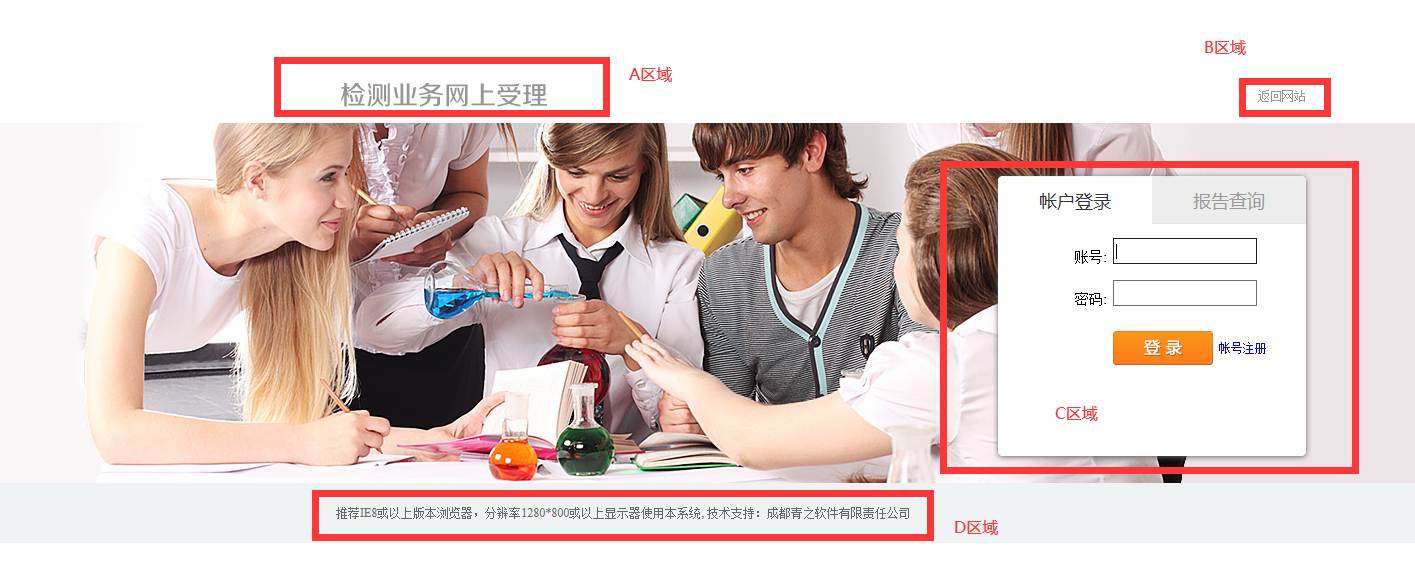 B区域
A区域
检测业务网上受理
返回网站
帐户登录 报告查询
账号:
密码:
登 录 帐号注册
C区域
推荐IE8或以上版本浏览器，分辨率1280*800或以上显示器使用本系统,技术支持：成都青之软件有限责任公司
D区域